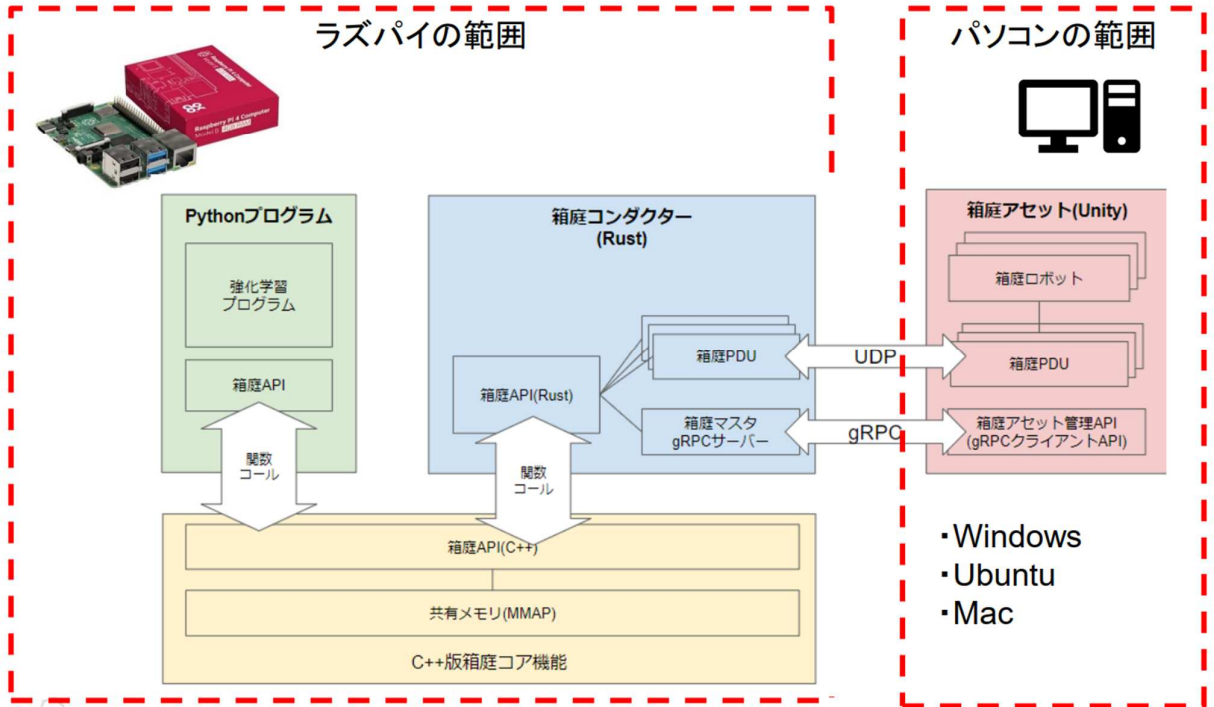 ラズパイの範囲
パソコンの範囲
Raspberry Pi 4 Computer
Pythonプログラム
強化学習
プログラム
箱庭API
関数
コール
箱庭コンダクター
(Rust)
箱庭API(Rust)
箱庭PDU
箱庭マスタ
gRPCサーバー
関数
コール
UDP
gRPC
箱庭アセット(Unity)
箱庭ロボット
箱庭PDU
箱庭アセット管理API
(gRPCクライアントAPI)
箱庭API(C++)
共有メモリ(MMAP)
C++版箱庭コア機能
・Windows
・Ubuntu
・Mac